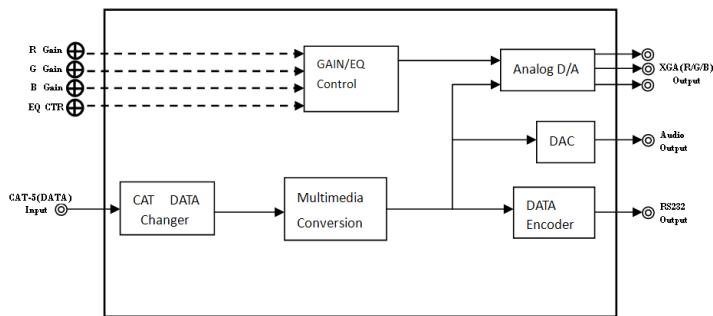 R Gain
G Gain
B Gain
EQ CTR
GAIN/EQ
Control
Analog D/A
XGA(R/G/B)
Output
DAC
Audio
Output
CAT-5(DATA)
Input
CAT DATA
Changer
Multimedia
Conversion
DATA
Encoder
RS232
Output